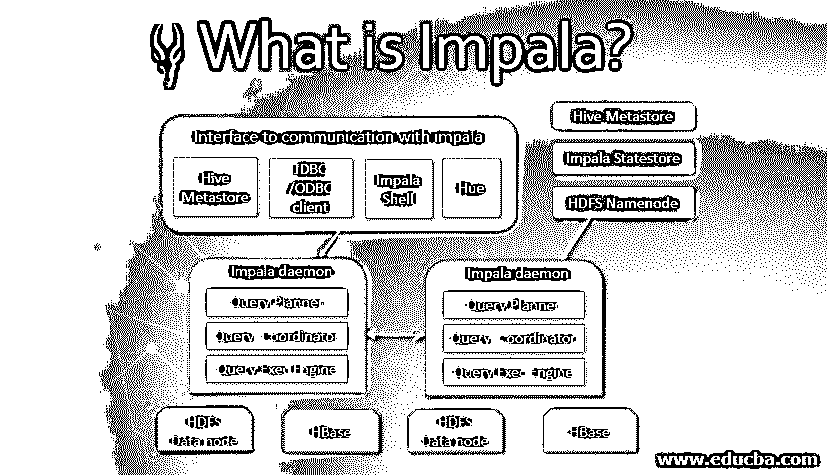 What is Impala?
Interface to communication with impala
Hive
Metastore
JDBC
/ODBC
client
Impala
Shell
Hue
Hive Metastore
Impala Statestore
HDFS Namenode
Impala daemon
Query Planner
Query Coordinator
Query Exec Engine
Impala daemon
Query Planner
Query Coordinator
Query Exec Engine
HDFS
Data node
HBase
HDFS
Data node
HBase
www.educba.com